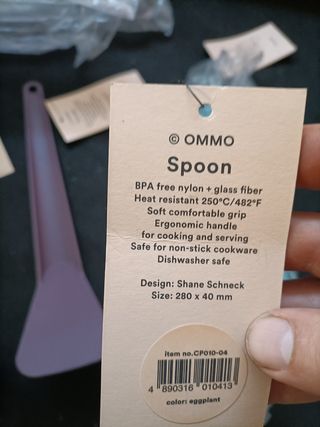 © OMMO
Spoon
BPA free nylon + glass fiber
Heat resistant 250°C/482°F
Soft comfortable grip
Ergonomic handle
for cooking and serving
Safe for non-stick cookware
Dishwasher safe
Design: Shane Schneck
Size: 280 x 40 mm
item no.CP010-04
4 890316 010413
color: eggplant